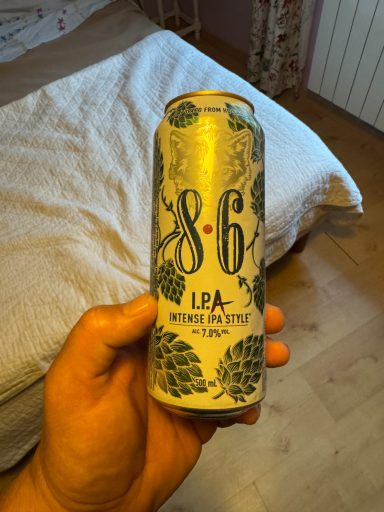 8.6
I.P.A
INTENSE IPA STYLE*
ALC. 7.0% VOL.
500 mL